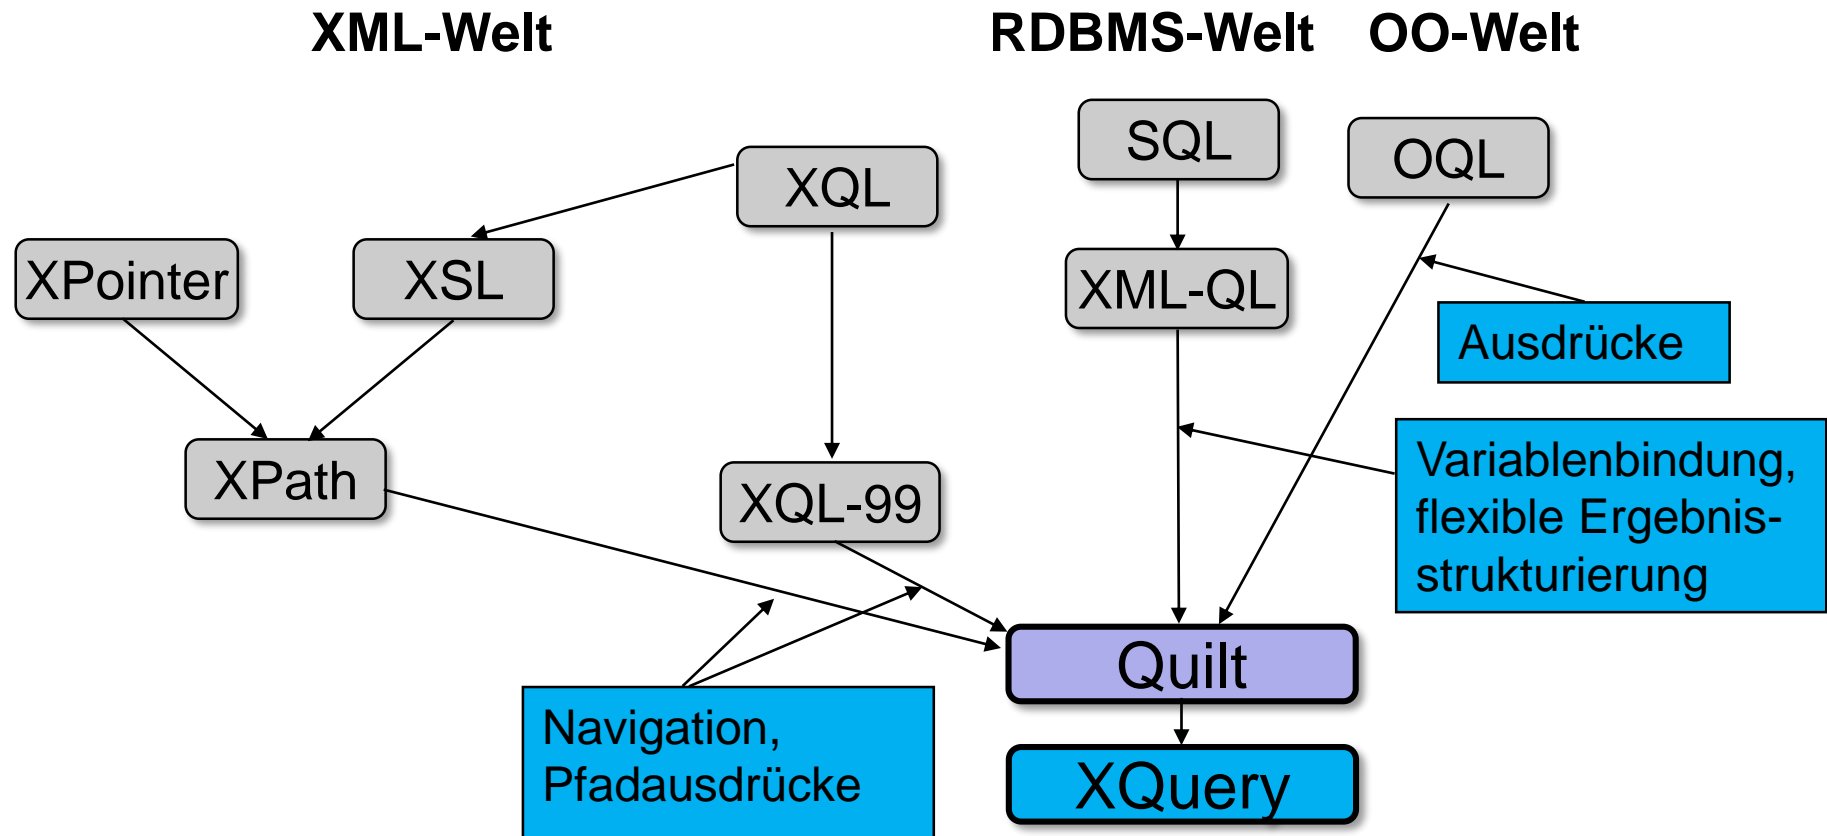 XML-Welt
RDBMS-Welt
OO-Welt
SQL
OQL
XQL
XPointer
XSL
XML-QL
Ausdrücke
XPath
XQL-99
Variablenbindung,
flexible Ergebnis-
strukturierung
Quilt
Navigation,
Pfadausdrücke
XQuery